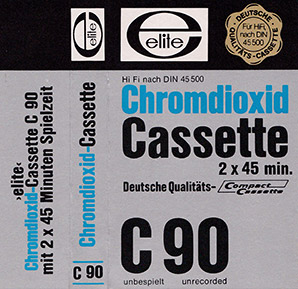 elite
elite
DEUTSCHE
Für HiFi
nach DIN
45 500
QUALITÄTS-CASSETTE
›elite‹
Chromdioxid-Cassette C 90
mit 2 x 45 Minuten Spielzeit
Chromdioxid-Cassette
C 90
Hi Fi nach DIN 45 500
Chromdioxid
Cassette
2 x 45 min.
Deutsche Qualitäts- Compact Cassette
C 90
unbespielt unrecorded